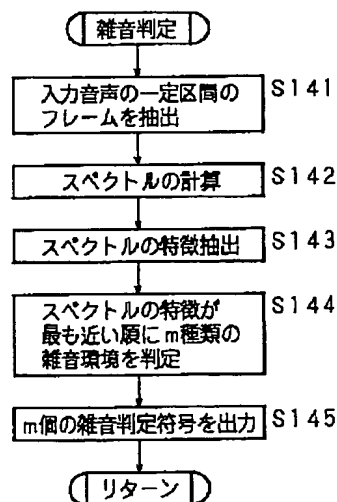 雑音判定
入力音声の一定区間の
フレームを抽出
S141
スペクトルの計算
S142
スペクトルの特徴抽出
S143
スペクトルの特徴が
最も近い願にm種類の
雑音環境を判定
S144
m個の雑音判定符号を出力
S145
リターン